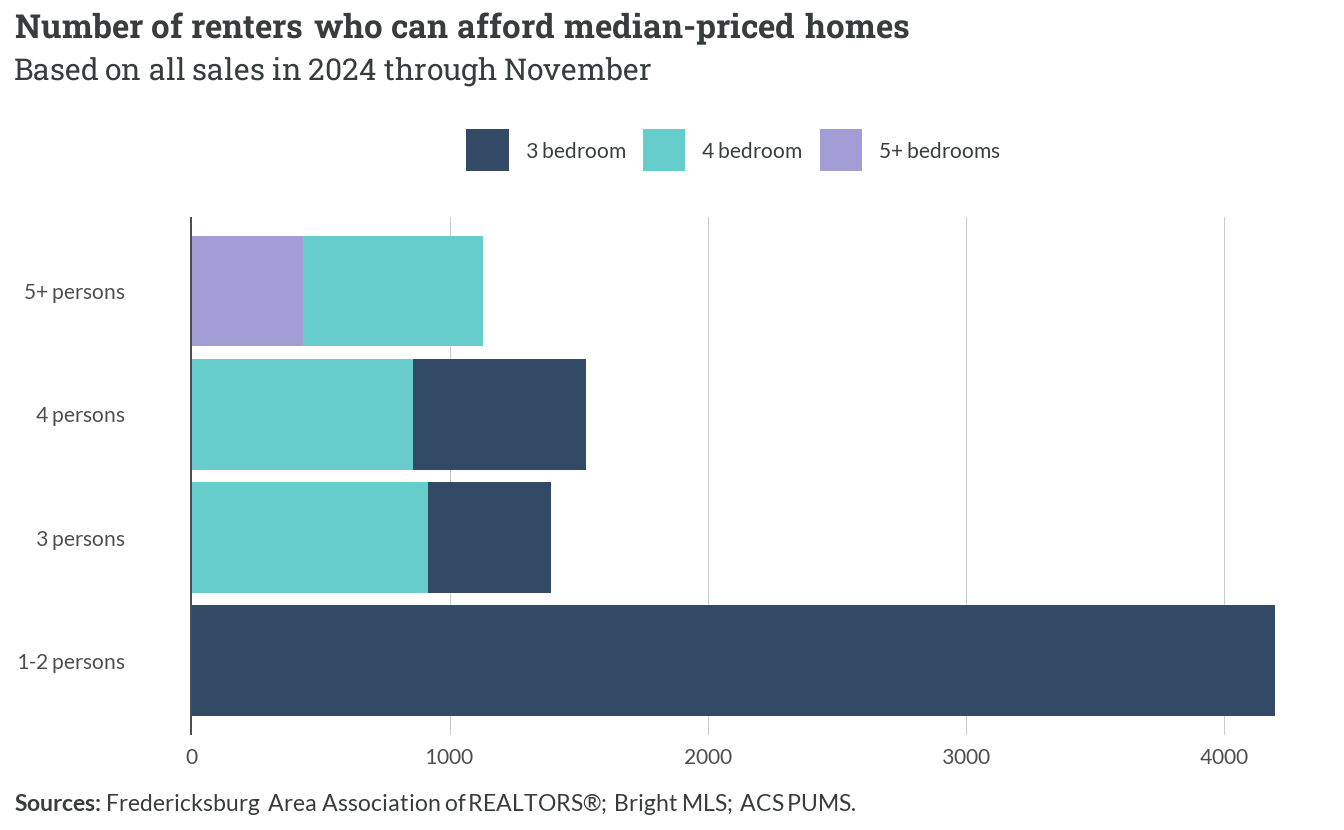 Number of renters who can afford median-priced homes
Based on all sales in 2024 through November
3 bedroom 4 bedroom 5+ bedrooms
5+ persons
4 persons
3 persons
1-2 persons
0 1000 2000 3000 4000
Sources: Fredericksburg Area Association of REALTORS®; Bright MLS; ACS PUMS.